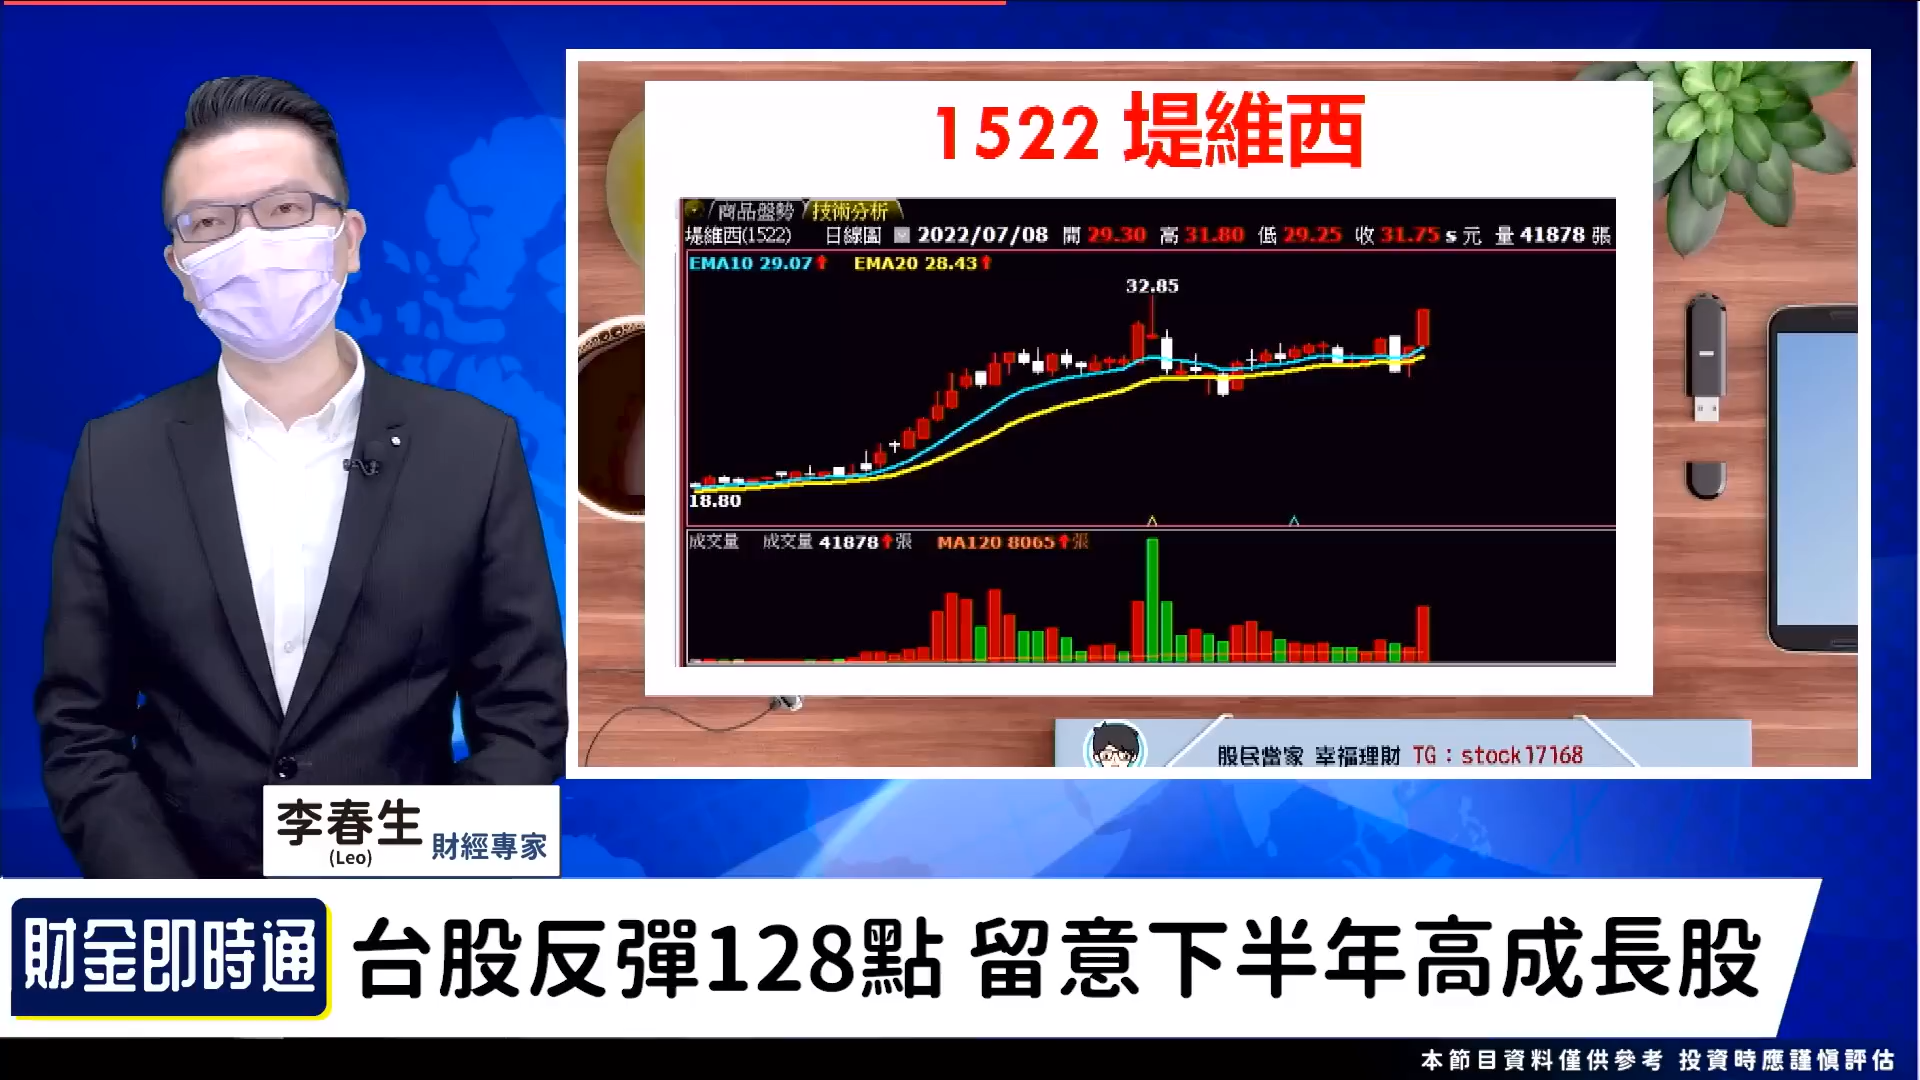 1522 堤維西
商品盤勢 技術分析
堤維西(1522) 日線圖 2022/07/08 開 29.30 高 31.80 低 29.25 收 31.75 s 元 量 41878 張
EMA10 29.07↑ EMA20 28.43↑
32.85
18.80
成交量 成交量 41878↑張 MA120 8065↑張
股民當家 幸福理財 TG：stock17168
李春生
(Leo)
財經專家
財金即時通
台股反彈128點 留意下半年高成長股
本節目資料僅供參考 投資時應謹慎評估